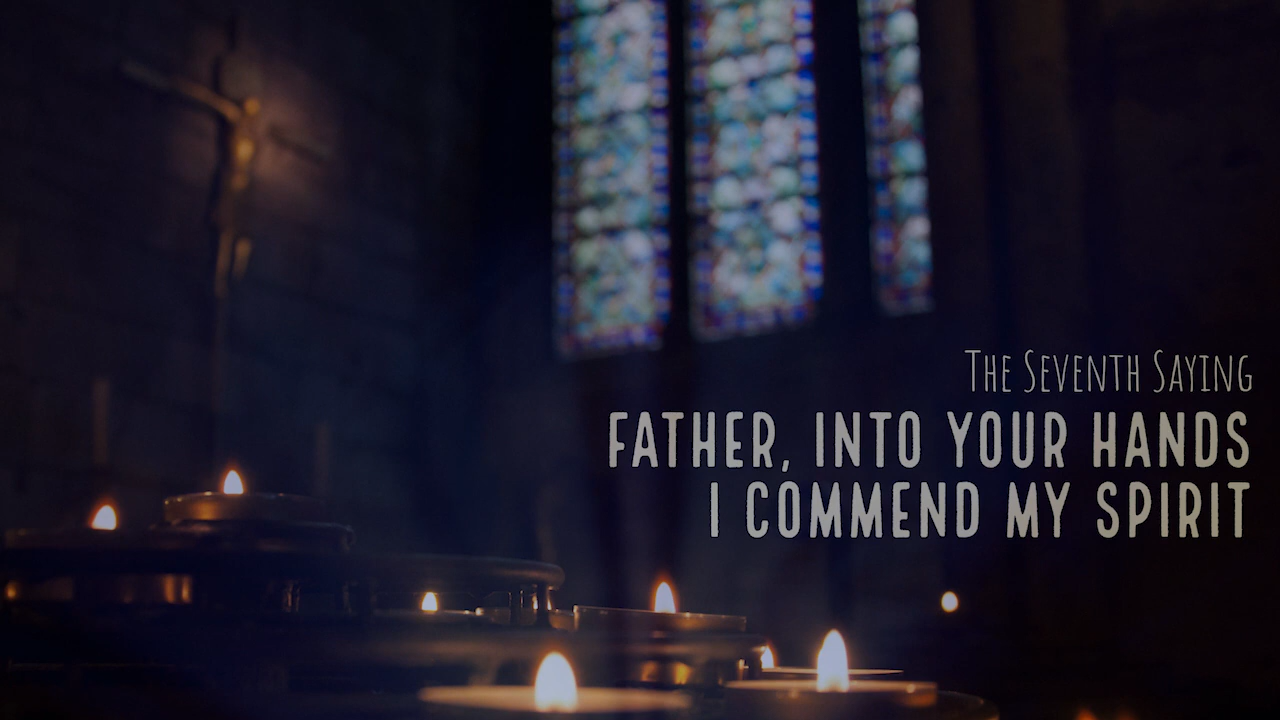 The Seventh Saying
FATHER, INTO YOUR HANDS
I COMMEND MY SPIRIT